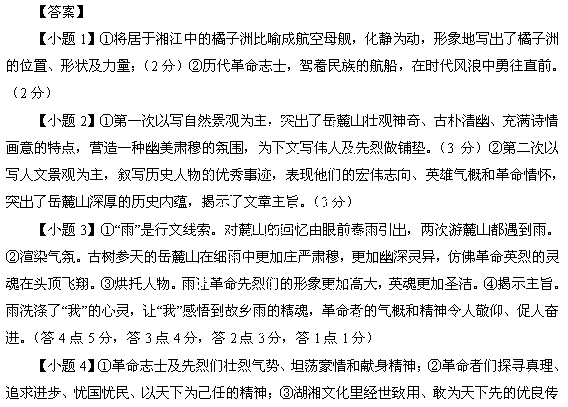 【答案】
【小题1】①将居于湘江中的橘子洲比喻成航空母舰，化静为动，形象地写出了橘子洲
的位置、形状及力量；(2分)②历代革命志士，驾着民族的航船，在时代风浪中勇往直前。
(2分)
【小题2】①第一次以写自然景观为主，突出了岳麓山壮观神奇、古朴清幽、充满诗情
画意的特点，营造一种幽美肃穆的氛围，为下文写伟人及先烈做铺垫。(3 分)②第二次以
写人文景观为主，叙写历史人物的优秀事迹，表现他们的宏伟志向、英雄气概和革命情怀，
突出了岳麓山深厚的历史内蕴，揭示了文章主旨。(3分)
【小题3】①“雨”是行文线索。对麓山的回忆由眼前春雨引出，两次游麓山都遇到雨。
②渲染气氛。古树参天的岳麓山在细雨中更加庄严肃穆，更加幽深灵异，仿佛革命英烈的灵
魂在头顶飞翔。③烘托人物。雨让革命先烈们的形象更加高大，英魂更加圣洁。④揭示主旨。
雨洗涤了“我”的心灵，让“我”感悟到故乡雨的精魂，革命者的气概和精神令人敬仰、促人奋
进。(答4点5分，答3点4分，答2点3分，答1点1分)
【小题4】①革命志士及先烈们壮烈气势、坦荡豪情和献身精神；②革命者们探寻真理、
追求进步、忧国忧民、以天下为己任的精神；③湖湘文化里经世致用、敢为天下先的优良传